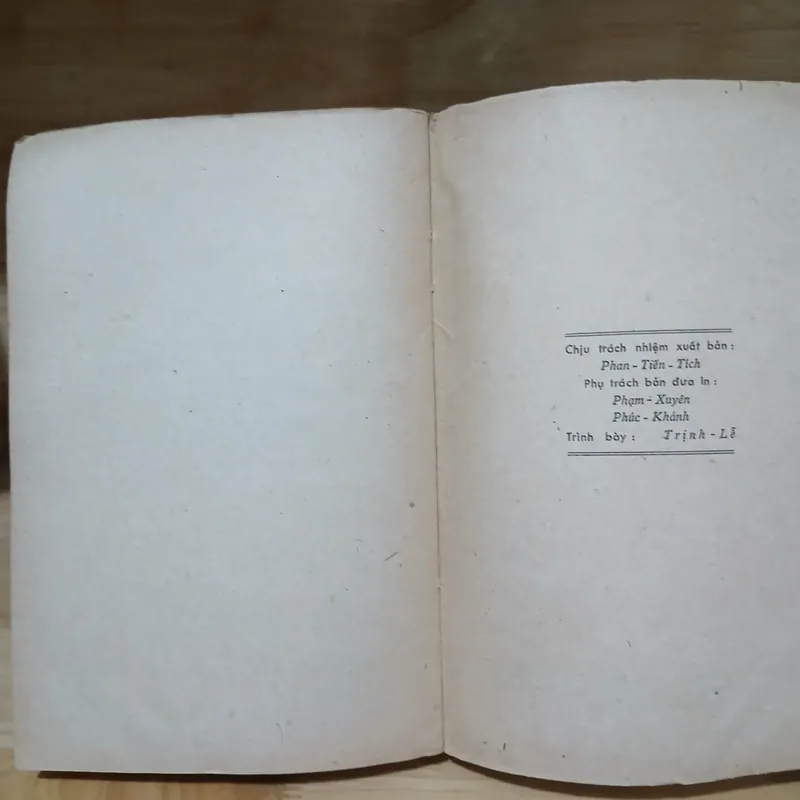 Chịu trách nhiệm xuất bản :
Phan - Tiến - Tích
Phụ trách bản đưa in :
Phạm - Xuyên
Phúc - Khánh
Trình bày : Trịnh - Lễ